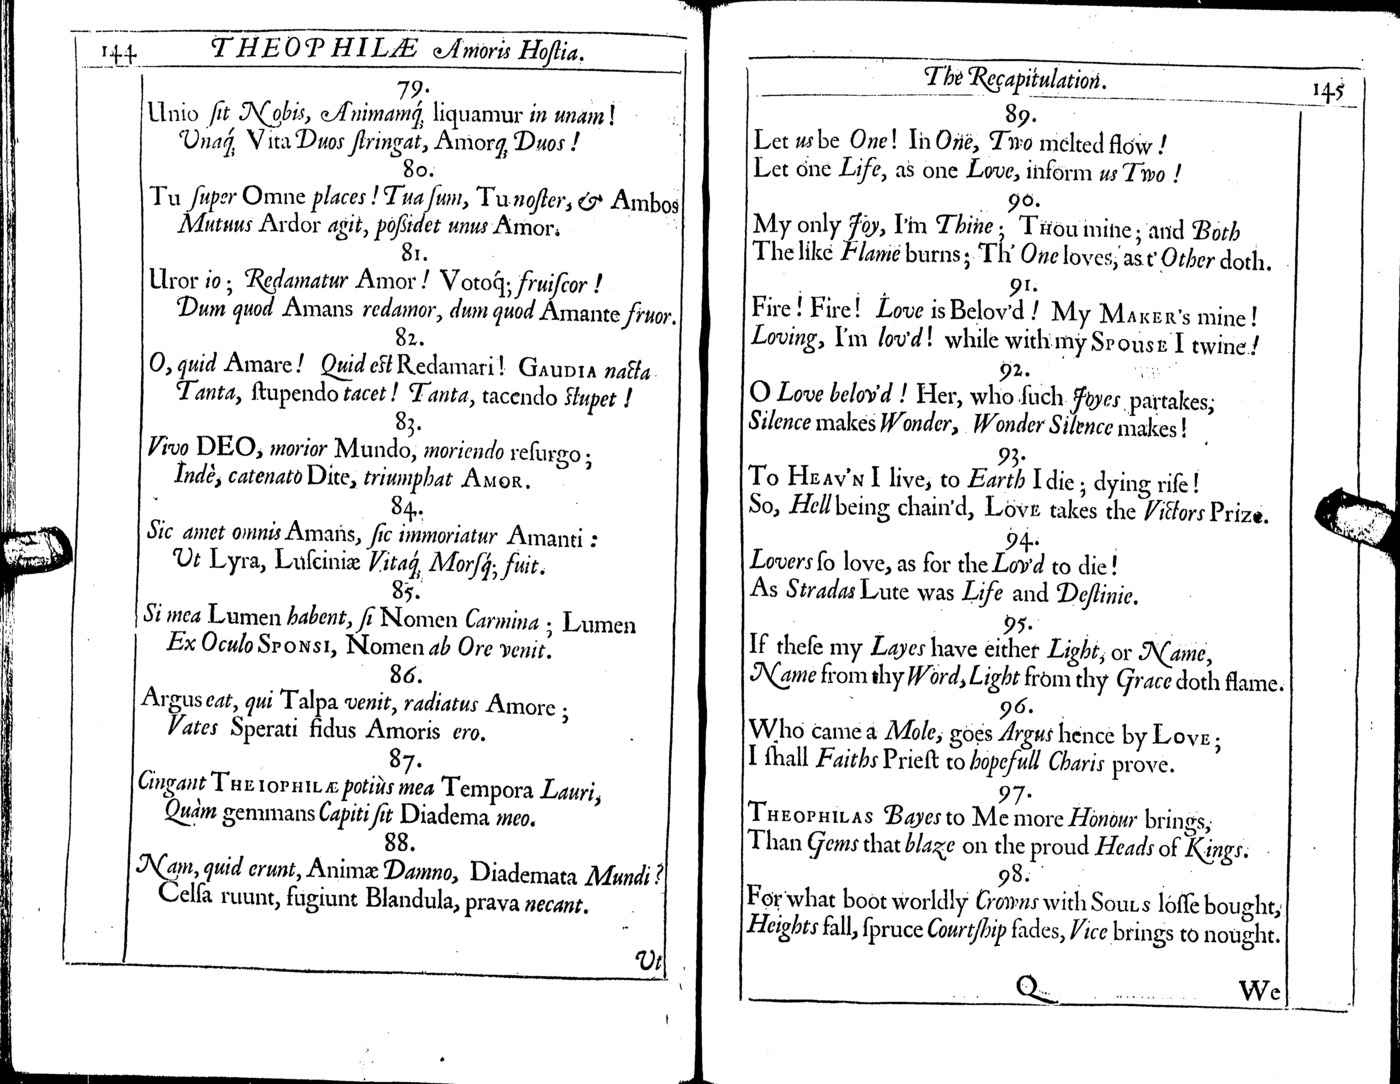 144 THEOPHILÆ Amoris Hoſtia.
79.
Unio ſit Nobis, Animamq́; liquamur in unam!
Unaq́; Vita Duos ſtringat, Amorq; Duos!
80.
Tu ſuper Omne places! Tua ſum, Tu noſter, & Ambos
Mutuus Ardor agit, poſsidet unus Amor.
81.
Uror io; Redamatur Amor! Votoq́; fruiſcor!
Dum quod Amans redamor, dum quod Amante fruor.
82.
O, quid Amare! Quid eſt Redamari! GAUDIA nacta
Tanta, ſtupendo tacet! Tanta, tacendo ſtupet!
83.
Vivo DEO, morior Mundo, moriendo reſurgo;
Indè, catenato Dite, triumphat AMOR.
84.
Sic amet omnis Amans, ſic immoriatur Amanti:
Ut Lyra, Luſciniæ Vitaq́; Morſq́; fuit.
85.
Si mea Lumen habent, ſi Nomen Carmina; Lumen
Ex Oculo SPONSI, Nomen ab Ore venit.
86.
Argus eat, qui Talpa venit, radiatus Amore;
Vates Sperati fidus Amoris ero.
87.
Cingant THEIOPHILÆ potiùs mea Tempora Lauri,
Quàm gemmans Capiti ſit Diadema meo.
88.
Nam, quid erunt, Animæ Damno, Diademata Mundi?
Celſa ruunt, fugiunt Blandula, prava necant.
Ut
The Recapitulation. 145
89.
Let us be One! In One, Two melted flow!
Let one Life, as one Love, inform us Two!
90.
My only Joy, I'm Thine; Thou mine; and Both
The like Flame burns; Th' One loves, as t' Other doth.
91.
Fire! Fire! Love is Belov'd! My MAKER's mine!
Loving, I'm lov'd! while with my SPOUSE I twine!
92.
O Love belov'd! Her, who ſuch Joyes partakes,
Silence makes Wonder, Wonder Silence makes!
93.
To HEAV'N I live, to Earth I die; dying riſe!
So, Hell being chain'd, LOVE takes the Victors Prize.
94.
Lovers ſo love, as for the Lov'd to die!
As Stradas Lute was Life and Deſtinie.
95.
If theſe my Layes have either Light, or Name,
Name from thy Word, Light from thy Grace doth flame.
96.
Who came a Mole, goes Argus hence by LOVE;
I ſhall Faiths Prieſt to hopefull Charis prove.
97.
THEOPHILAS Bayes to Me more Honour brings,
Than Gems that blaze on the proud Heads of Kings.
98.
For what boot worldly Crowns with SOULS loſſe bought,
Heights fall, ſpruce Courtſhip fades, Vice brings to nought.
Q We